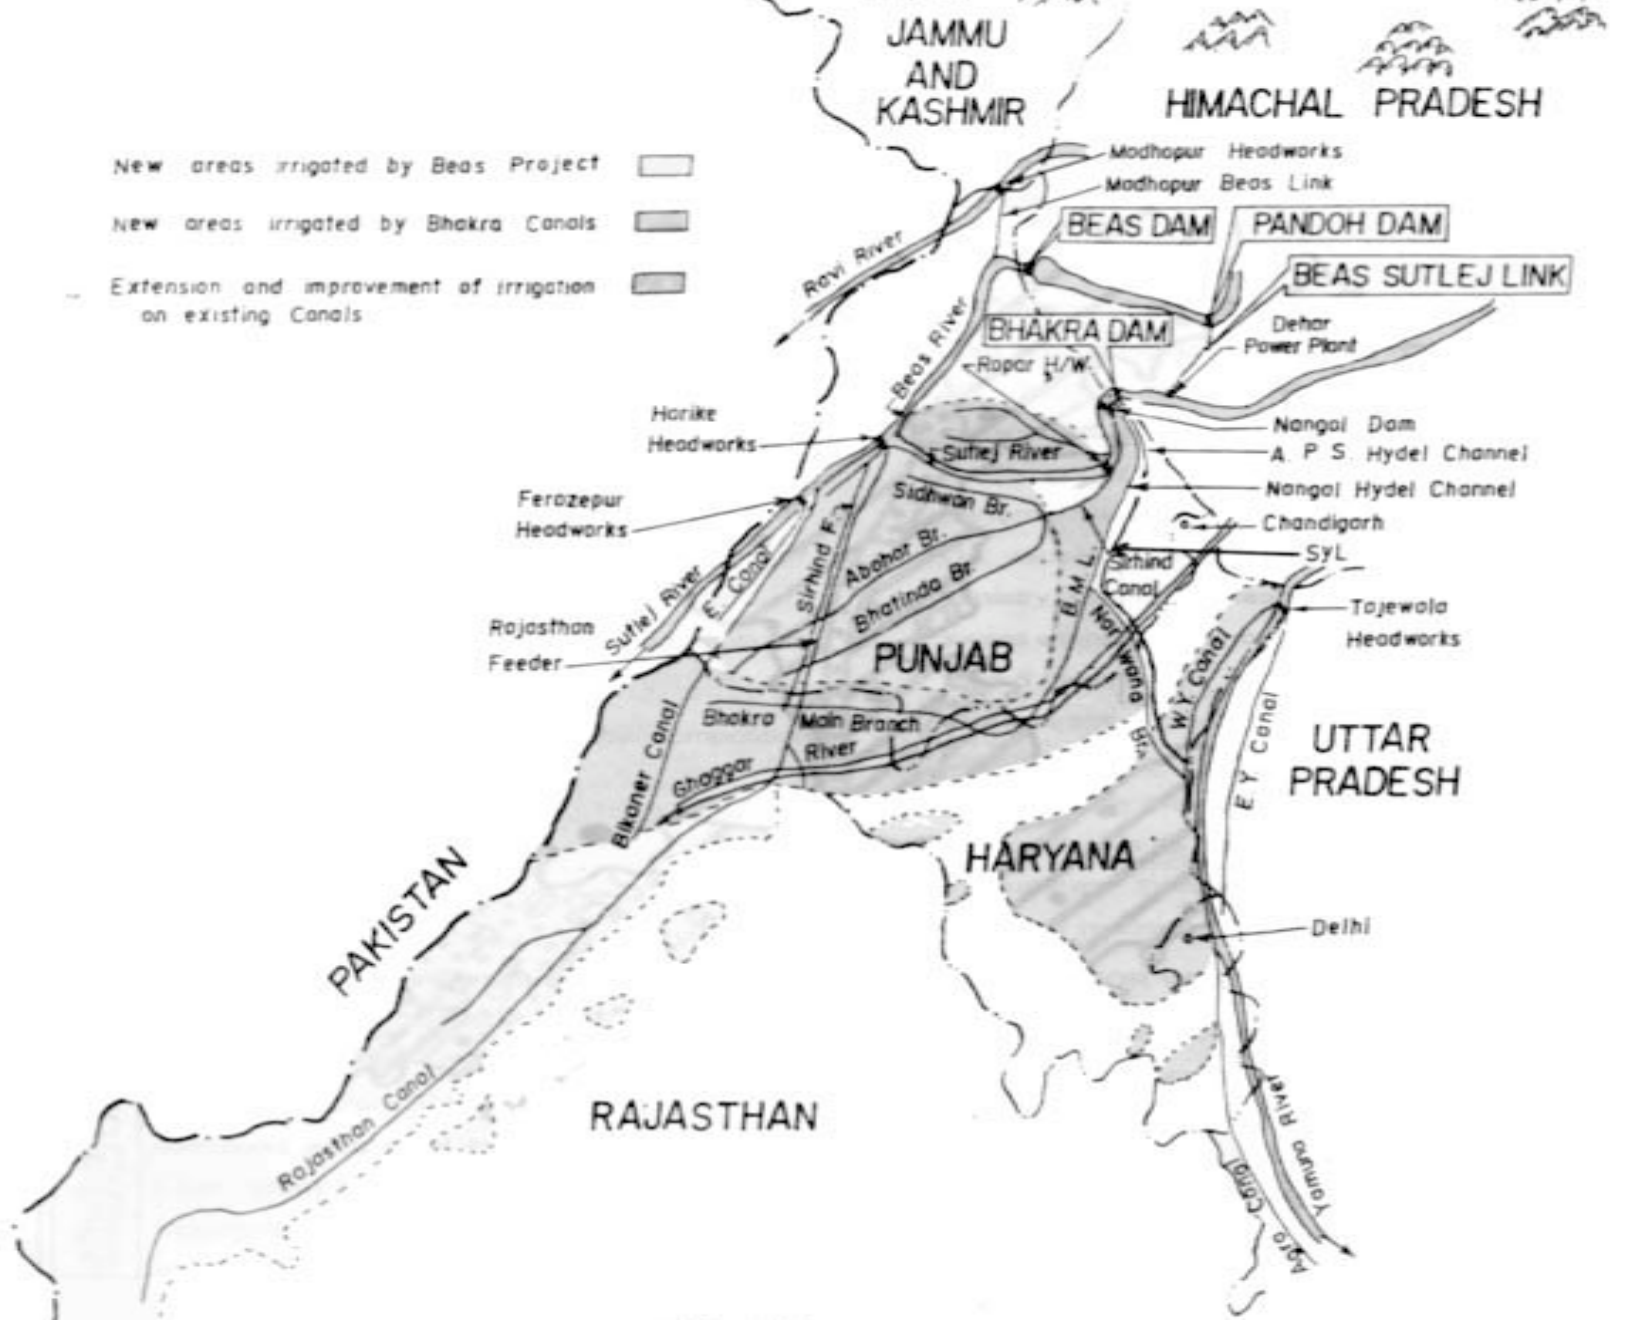 JAMMU
AND
KASHMIR
HIMACHAL PRADESH
Madhopur Headworks
Madhopur Beas Link
New areas irrigated by Beas Project
New areas irrigated by Bhakra Canals
Extension and improvement of irrigation
on existing Canals
BEAS DAM
PANDOH DAM
BEAS SUTLEJ LINK
Ravi River
Beas River
BHAKRA DAM
Ropar H/W
Dehar
Power Plant
Harike
Headworks
Nangal Dam
A. P. S. Hydel Channel
Nangal Hydel Channel
Sutlej River
Ferozepur
Headworks
Sidhwan Br.
Chandigarh
SyL
Abohar Br.
Bhatinda Br.
Sirhind F.
E. Canal
Sutlej River
B. M. L.
Sirhind
Canal
Narwana Br.
Tajewala
Headworks
Rajasthan
Feeder
PUNJAB
W.Y. Canal
E.Y. Canal
UTTAR
PRADESH
Bhakra Main Branch
Ghaggar River
Bikaner Canal
HARYANA
PAKISTAN
Delhi
RAJASTHAN
Rajasthan Canal
Yamuna River
Agra Canal